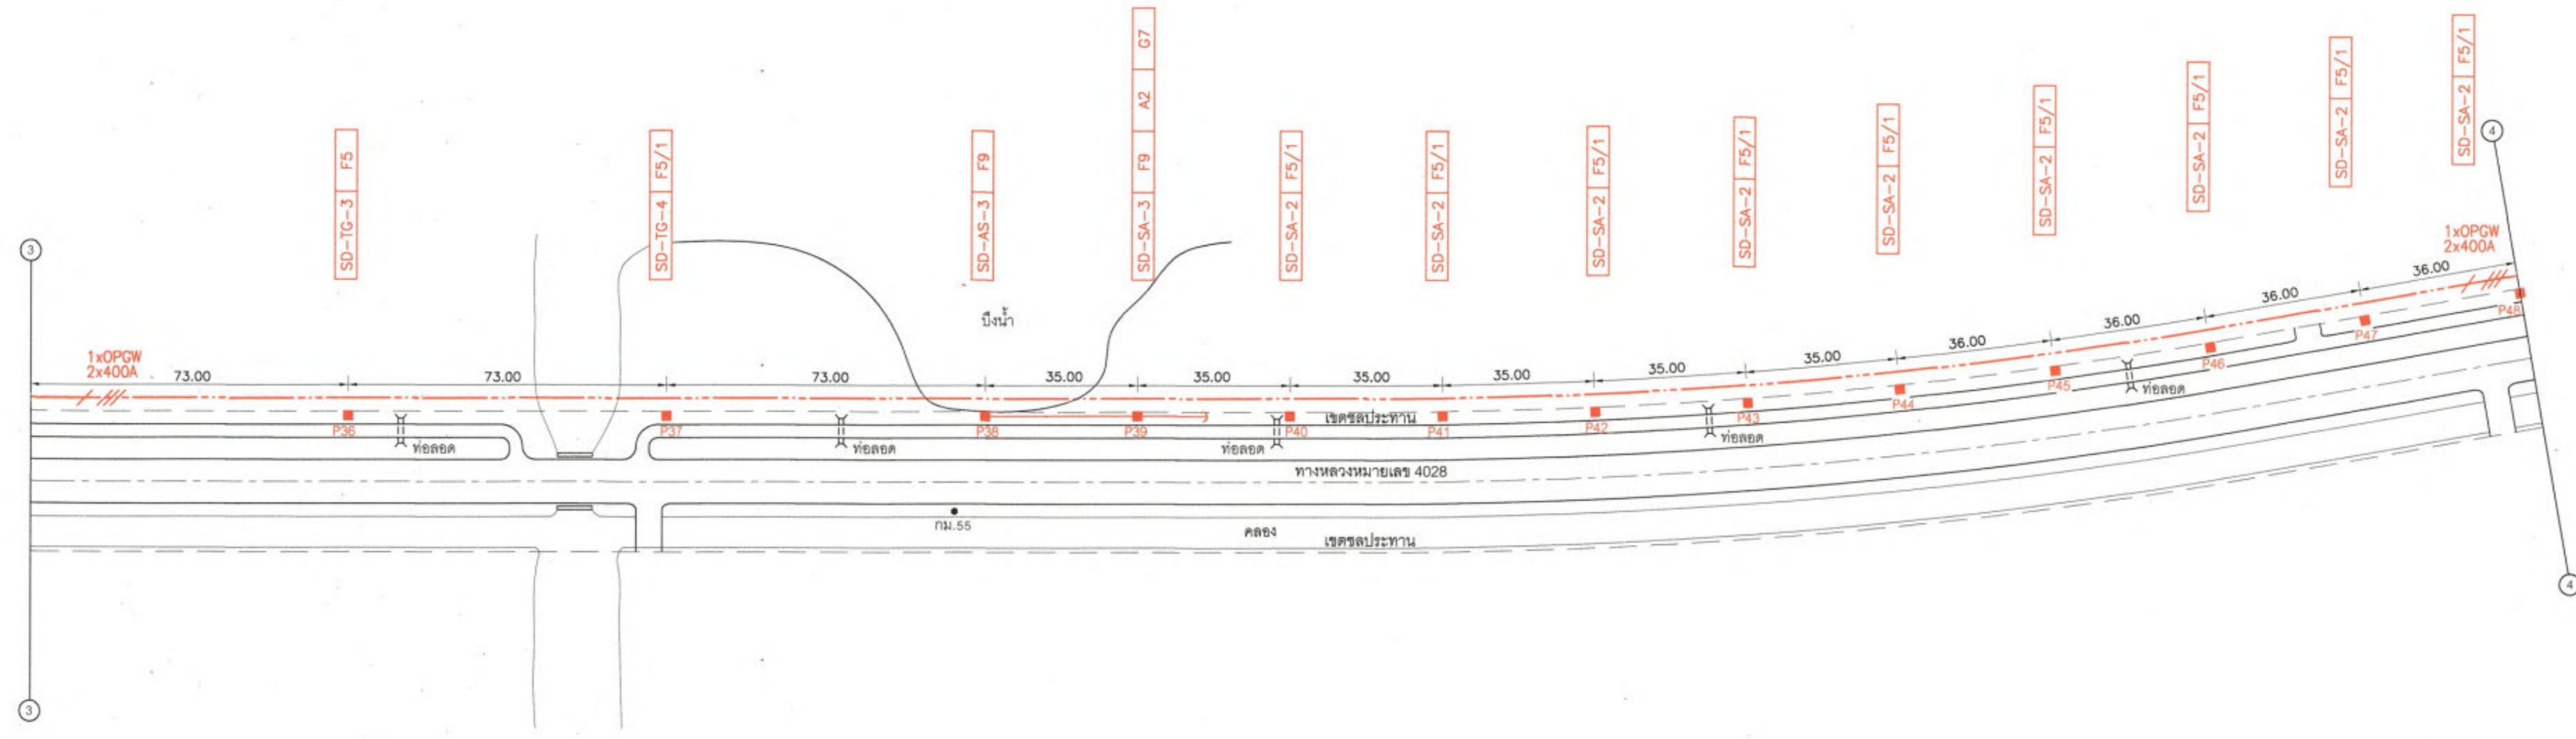 SD-TG-3 F5
SD-TG-4 F5/1
SD-AS-3 F9
SD-SA-3 F9 A2 G7
SD-SA-2 F5/1
SD-SA-2 F5/1
SD-SA-2 F5/1
SD-SA-2 F5/1
SD-SA-2 F5/1
SD-SA-2 F5/1
SD-SA-2 F5/1
SD-SA-2 F5/1
SD-SA-2 F5/1
3
4
บึงน้ำ
1xOPGW
2x400A
1xOPGW
2x400A
73.00
73.00
73.00
35.00
35.00
35.00
35.00
35.00
35.00
36.00
36.00
36.00
36.00
P36
P37
P38
P39
P40
P41
P42
P43
P44
P45
P46
P47
P48
เขตชลประทาน
ท่อลอด
ท่อลอด
ท่อลอด
ท่อลอด
ท่อลอด
ทางหลวงหมายเลข 4028
กม.55
คลอง
เขตชลประทาน
3
4